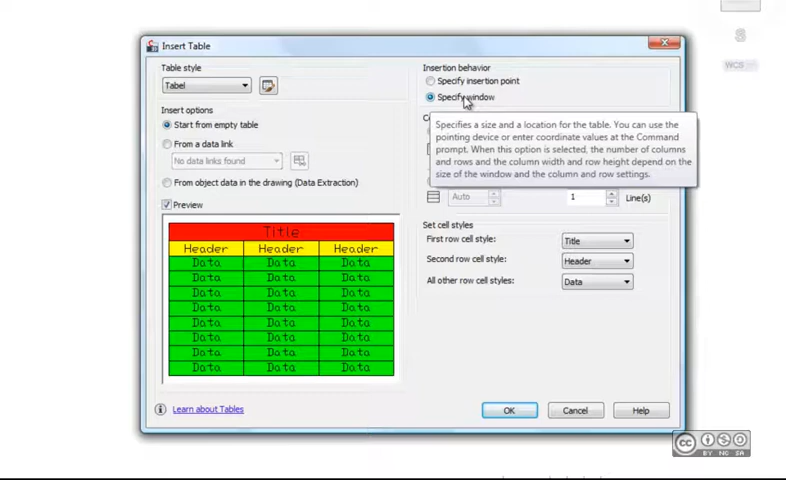 S
WCS
Insert Table
Table style
Tabel
Insert options
Start from empty table
From a data link
No data links found
From object data in the drawing (Data Extraction)
Preview
Title
Header Header Header
Data Data Data
Data Data Data
Data Data Data
Data Data Data
Data Data Data
Data Data Data
Data Data Data
Data Data Data
Learn about Tables
Insertion behavior
Specify insertion point
Specify window
Specifies a size and a location for the table. You can use the
pointing device or enter coordinate values at the Command
prompt. When this option is selected, the number of columns
and rows and the column width and row height depend on the
size of the window and the column and row settings.
Auto 1 Line(s)
Set cell styles
First row cell style: Title
Second row cell style: Header
All other row cell styles: Data
OK Cancel Help
cc
BY NC SA